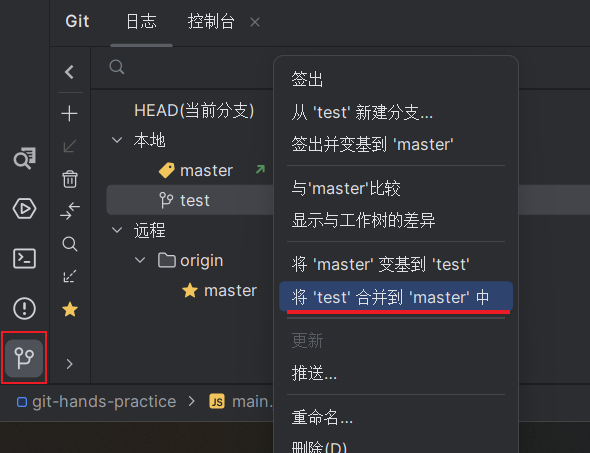 Git 日志 控制台
HEAD(当前分支)
本地
master
test
远程
origin
master
签出
从 'test' 新建分支...
签出并变基到 'master'
与'master'比较
显示与工作树的差异
将 'master' 变基到 'test'
将 'test' 合并到 'master' 中
更新
推送...
重命名...
删除(D)
git-hands-practice JS main.